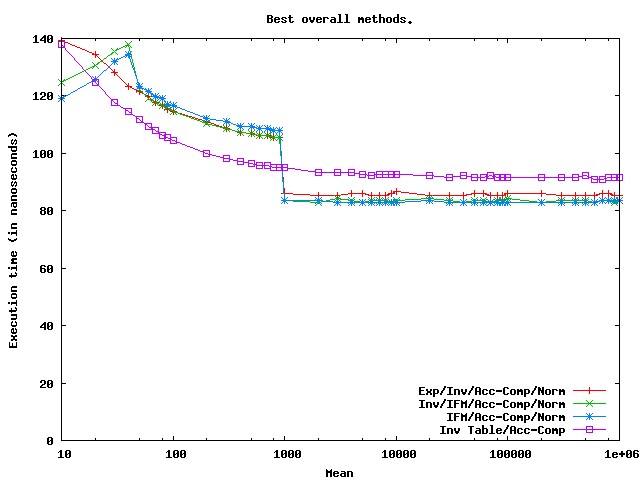 Best overall methods.
140
120
100
80
60
40
20
0
Execution time (in nanoseconds)
Exp/Inv/Acc-Comp/Norm
Inv/IFM/Acc-Comp/Norm
IFM/Acc-Comp/Norm
Inv Table/Acc-Comp
10 100 1000 10000 100000 1e+06
Mean